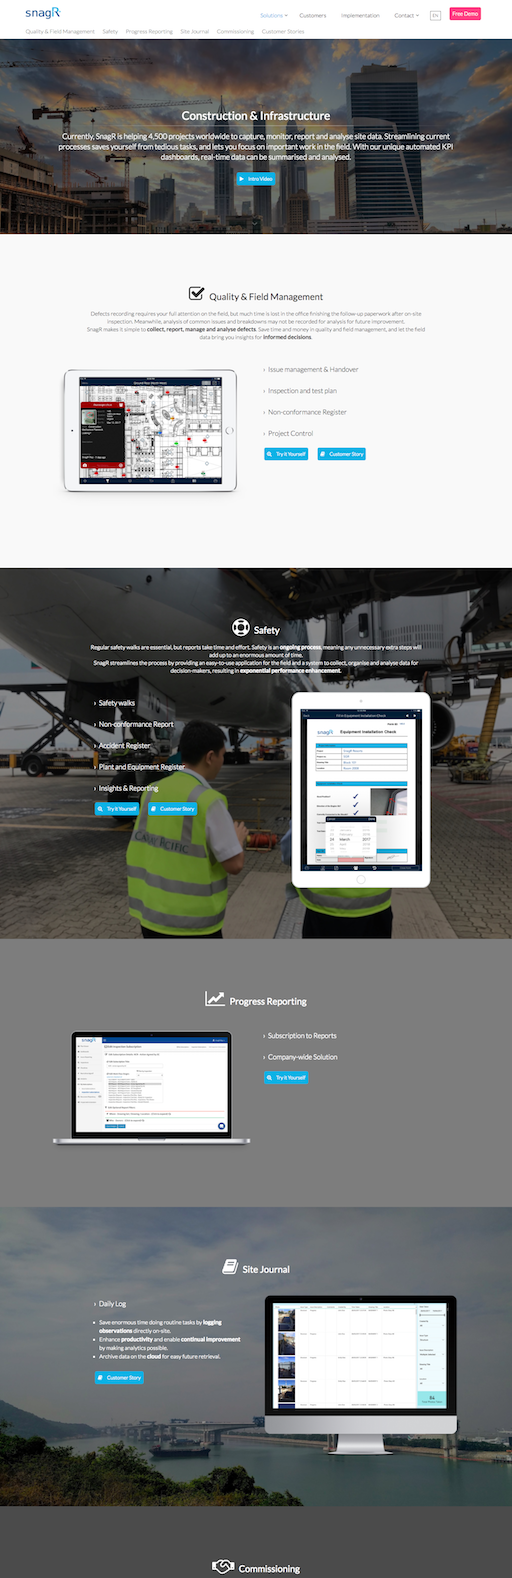 snagR
Solutions
Customers
Implementation
Contact
EN
Free Demo
Quality & Field Management
Safety
Progress Reporting
Site Journal
Commissioning
Customer Stories
Construction & Infrastructure
Currently, SnagR is helping 4,500 projects worldwide to capture, monitor, report and analyse site data. Streamlining current
processes saves yourself from tedious tasks, and lets you focus on important work in the field. With our unique automated KPI
dashboards, real-time data can be summarised and analysed.
Intro Video
Quality & Field Management
Defects recording requires your full attention on the field, but much time is lost in the office finishing the follow-up paperwork after on-site
inspection. Meanwhile, analysis of common issues and breakdowns may not be recorded for analysis for future improvement.
SnagR makes it simple to collect, report, manage and analyse defects. Save time and money in quality and field management, and let the field
data bring you insights for informed decisions.
› Issue management & Handover
› Inspection and test plan
› Non-conformance Register
› Project Control
Try it Yourself
Customer Story
Safety
Regular safety walks are essential, but reports take time and effort. Safety is an ongoing process, meaning any unnecessary extra steps will
add up to an enormous amount of time.
SnagR streamlines the process by providing an easy-to-use application for the field and a system to collect, organise and analyse data for
decision-makers, resulting in exponential performance enhancement.
› Safety walks
› Non-conformance Report
› Accident Register
› Plant and Equipment Register
› Insights & Reporting
Try it Yourself
Customer Story
snagR
Equipment Installation Check
24 March 2017
Progress Reporting
› Subscription to Reports
› Company-wide Solution
Try it Yourself
snagR
Site Journal
› Daily Log
• Save enormous time doing routine tasks by logging
observations directly on-site.
• Enhance productivity and enable continual improvement
by making analytics possible.
• Archive data on the cloud for easy future retrieval.
Customer Story
84
Commissioning